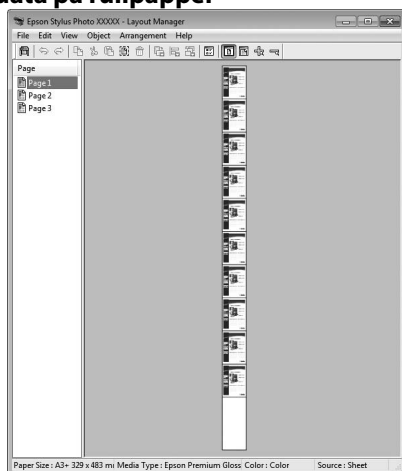 data på rullpapper
Epson Stylus Photo XXXXX - Layout Manager
File Edit View Object Arrangement Help
Page
Page 1
Page 2
Page 3
Paper Size : A3+ 329 x 483 mi Media Type : Epson Premium Gloss Color : Color Source : Sheet